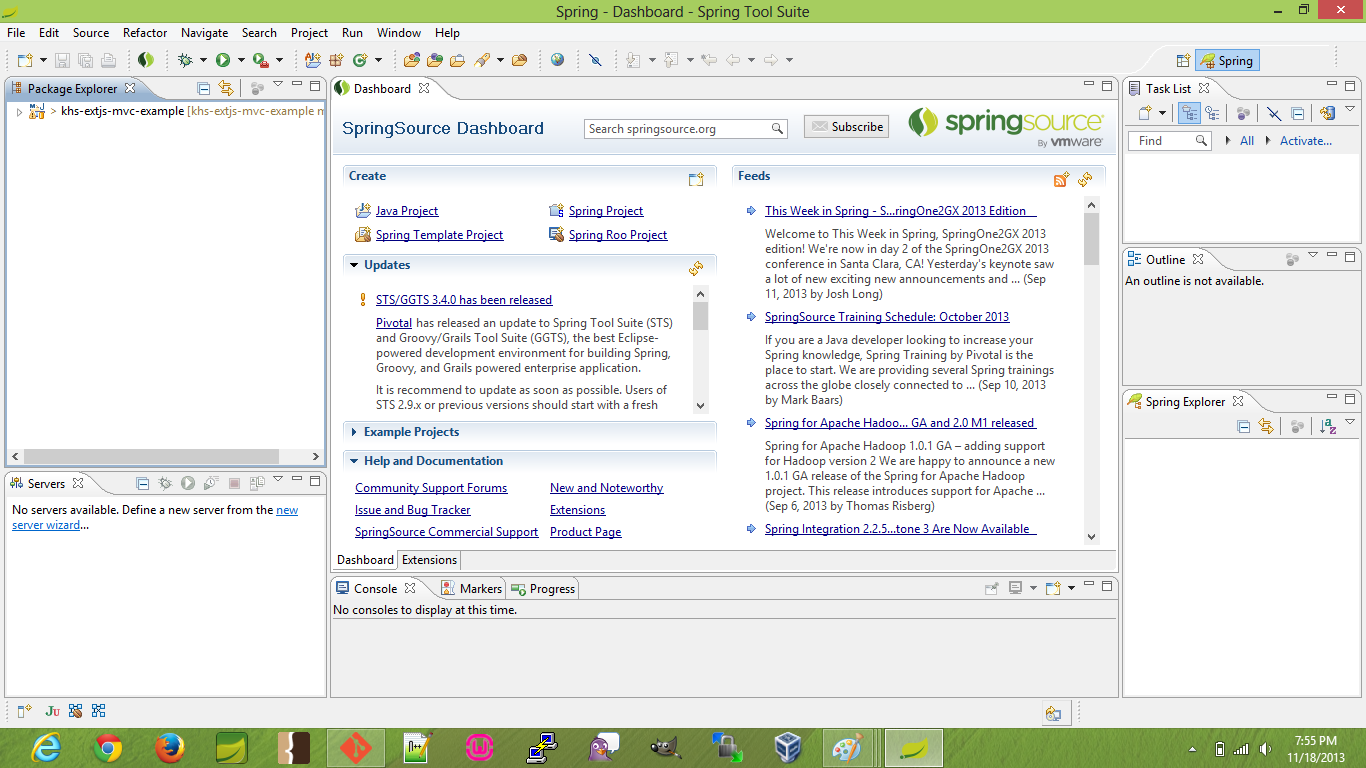 Spring - Dashboard - Spring Tool Suite
File Edit Source Refactor Navigate Search Project Run Window Help
Spring
Package Explorer
> khs-extjs-mvc-example [khs-extjs-mvc-example m
Servers
No servers available. Define a new server from the new
server wizard...
Dashboard
SpringSource Dashboard
Search springsource.org
Subscribe
springsource
By vmware
Create
Java Project
Spring Project
Spring Template Project
Spring Roo Project
Updates
STS/GGTS 3.4.0 has been released
Pivotal has released an update to Spring Tool Suite (STS)
and Groovy/Grails Tool Suite (GGTS), the best Eclipse-
powered development environment for building Spring,
Groovy, and Grails powered enterprise application.
It is recommend to update as soon as possible. Users of
STS 2.9.x or previous versions should start with a fresh
Example Projects
Help and Documentation
Community Support Forums
New and Noteworthy
Issue and Bug Tracker
Extensions
SpringSource Commercial Support
Product Page
Feeds
This Week in Spring - S...ringOne2GX 2013 Edition
Welcome to This Week in Spring, SpringOne2GX 2013
edition! We're now in day 2 of the SpringOne2GX 2013
conference in Santa Clara, CA! Yesterday's keynote saw
a lot of new exciting new announcements and ... (Sep
11, 2013 by Josh Long)
SpringSource Training Schedule: October 2013
If you are a Java developer looking to increase your
Spring knowledge, Spring Training by Pivotal is the
place to start. We are providing several Spring trainings
across the globe closely connected to ... (Sep 10, 2013
by Mark Baars)
Spring for Apache Hadoo... GA and 2.0 M1 released
Spring for Apache Hadoop 1.0.1 GA – adding support
for Hadoop version 2 We are happy to announce a new
1.0.1 GA release of the Spring for Apache Hadoop
project. This release introduces support for Apache ...
(Sep 6, 2013 by Thomas Risberg)
Spring Integration 2.2.5...tone 3 Are Now Available
Dashboard Extensions
Console Markers Progress
No consoles to display at this time.
Task List
Find All Activate...
Outline
An outline is not available.
Spring Explorer
Ju
7:55 PM
11/18/2013